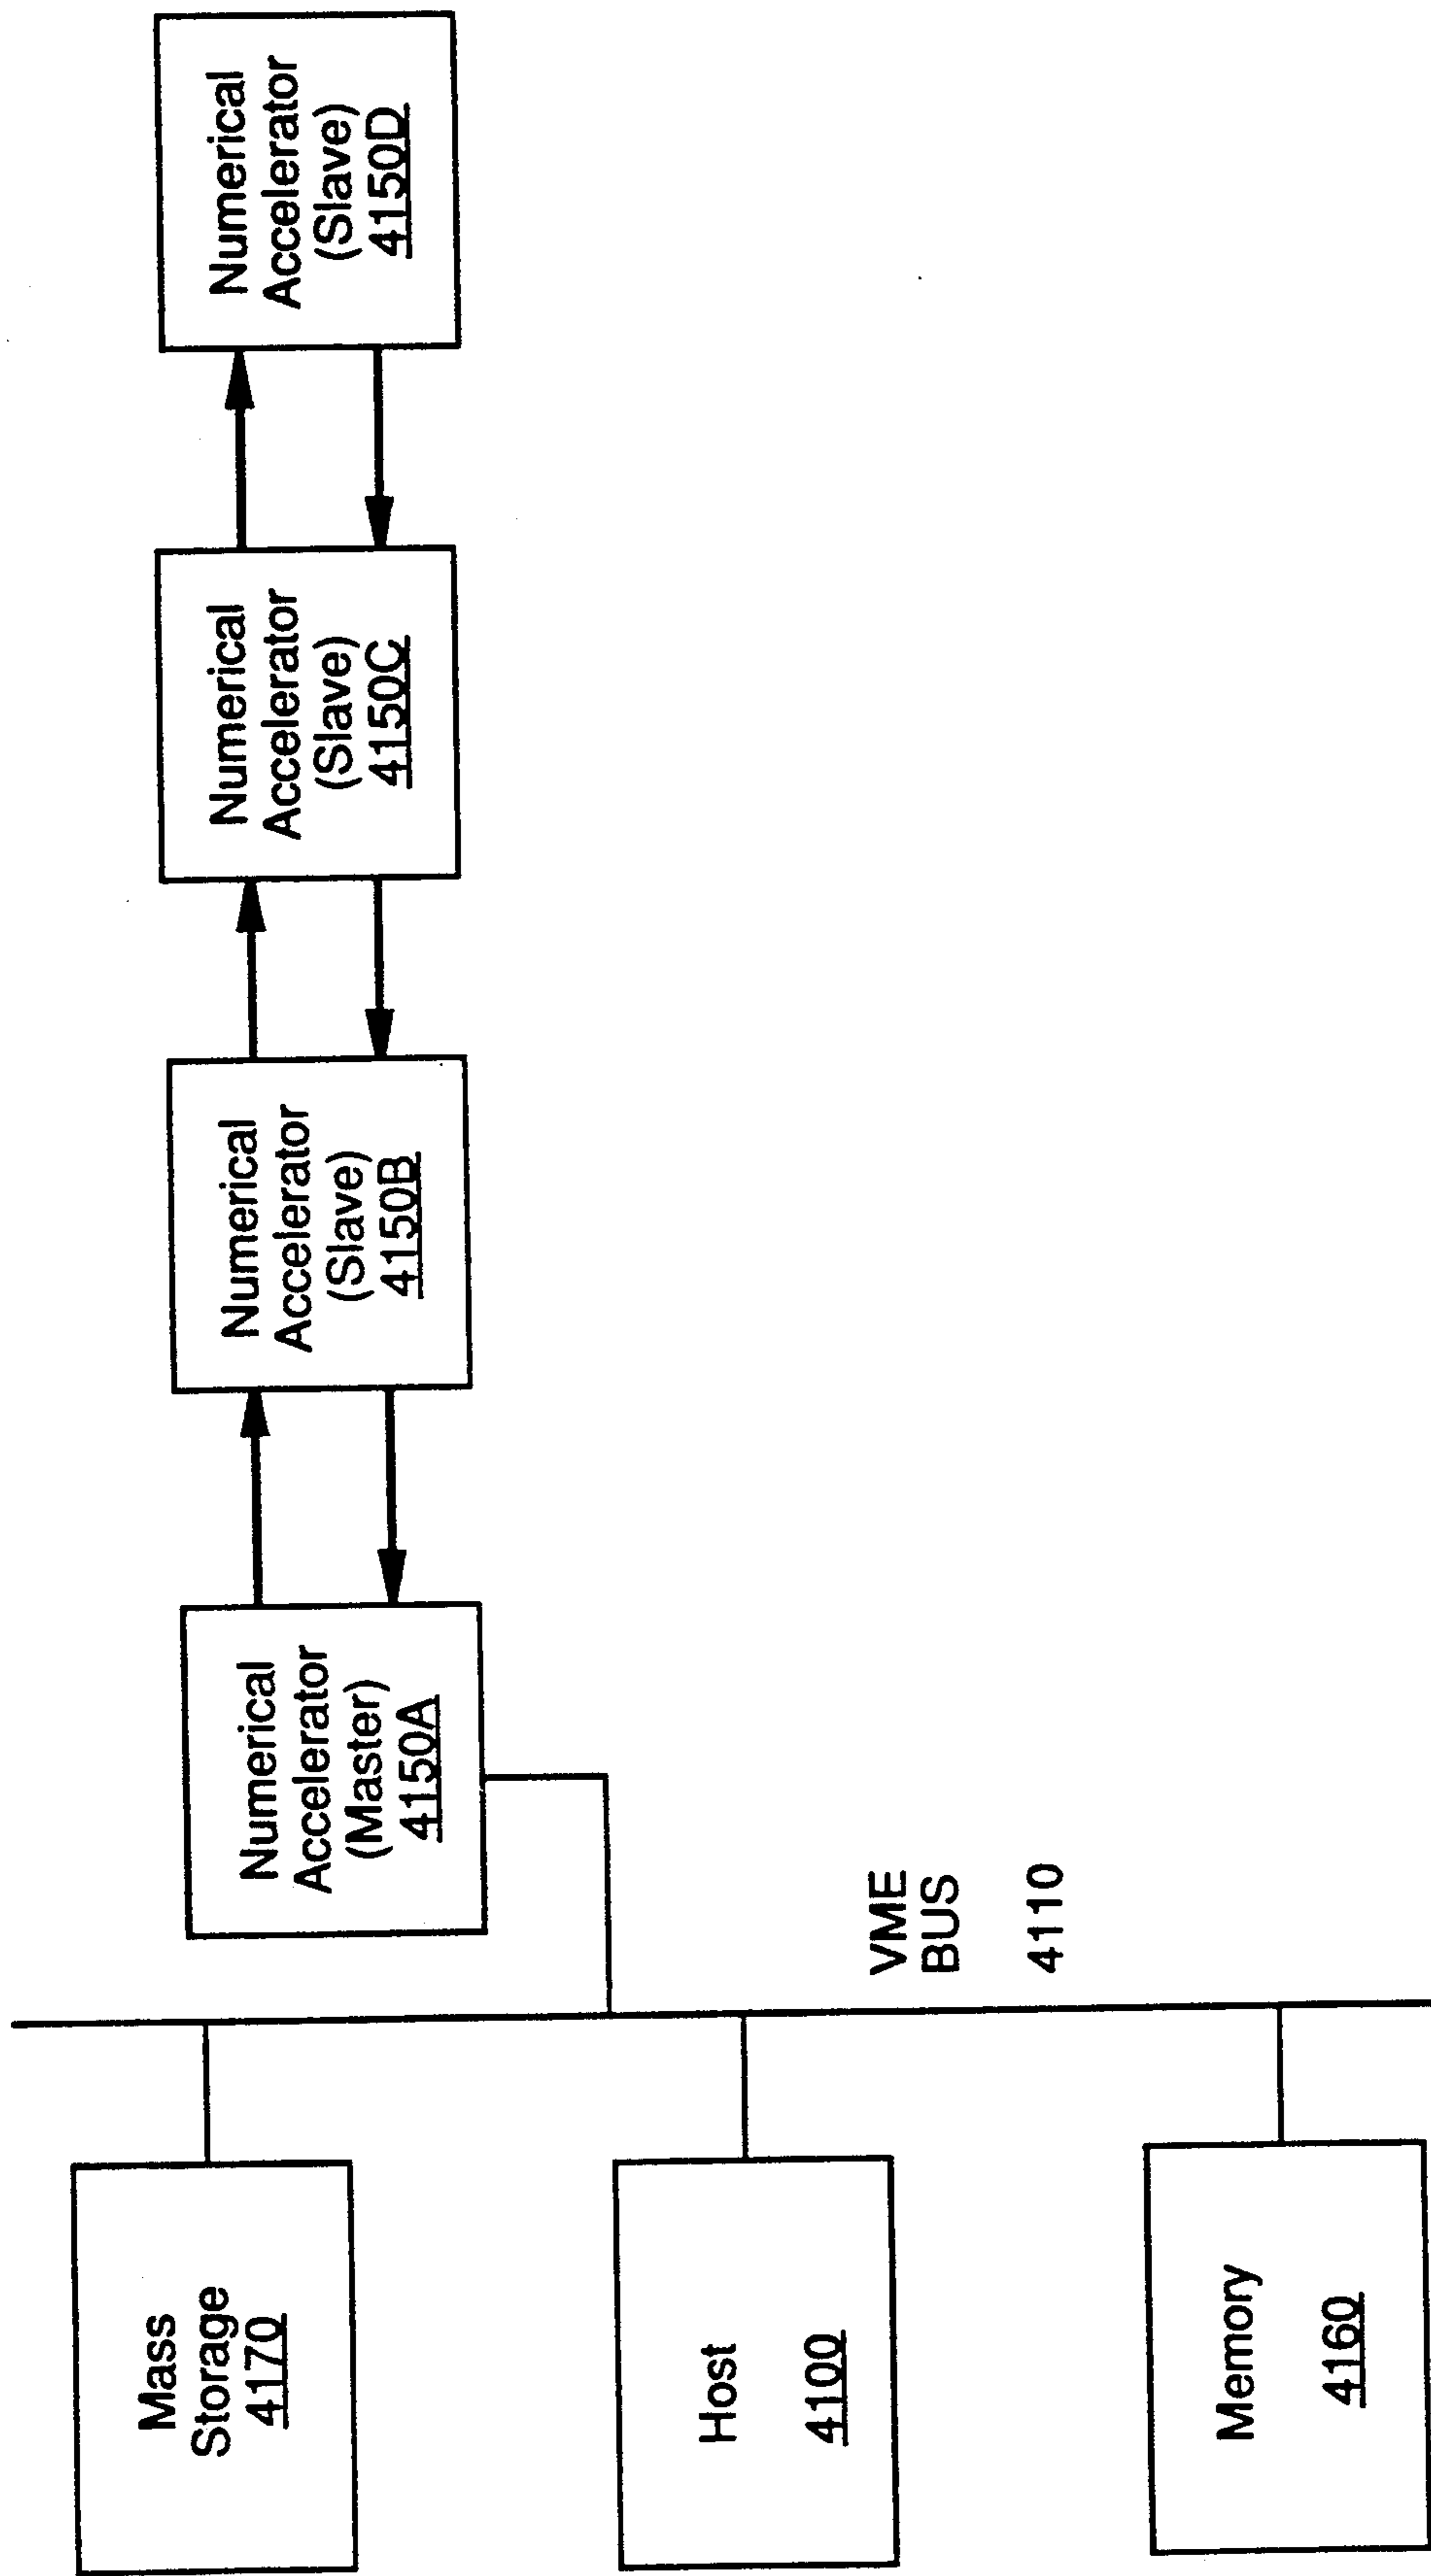 Mass
Storage
4170
Host
4100
Memory
4160
VME
BUS
4110
Numerical
Accelerator
(Master)
4150A
Numerical
Accelerator
(Slave)
4150B
Numerical
Accelerator
(Slave)
4150C
Numerical
Accelerator
(Slave)
4150D